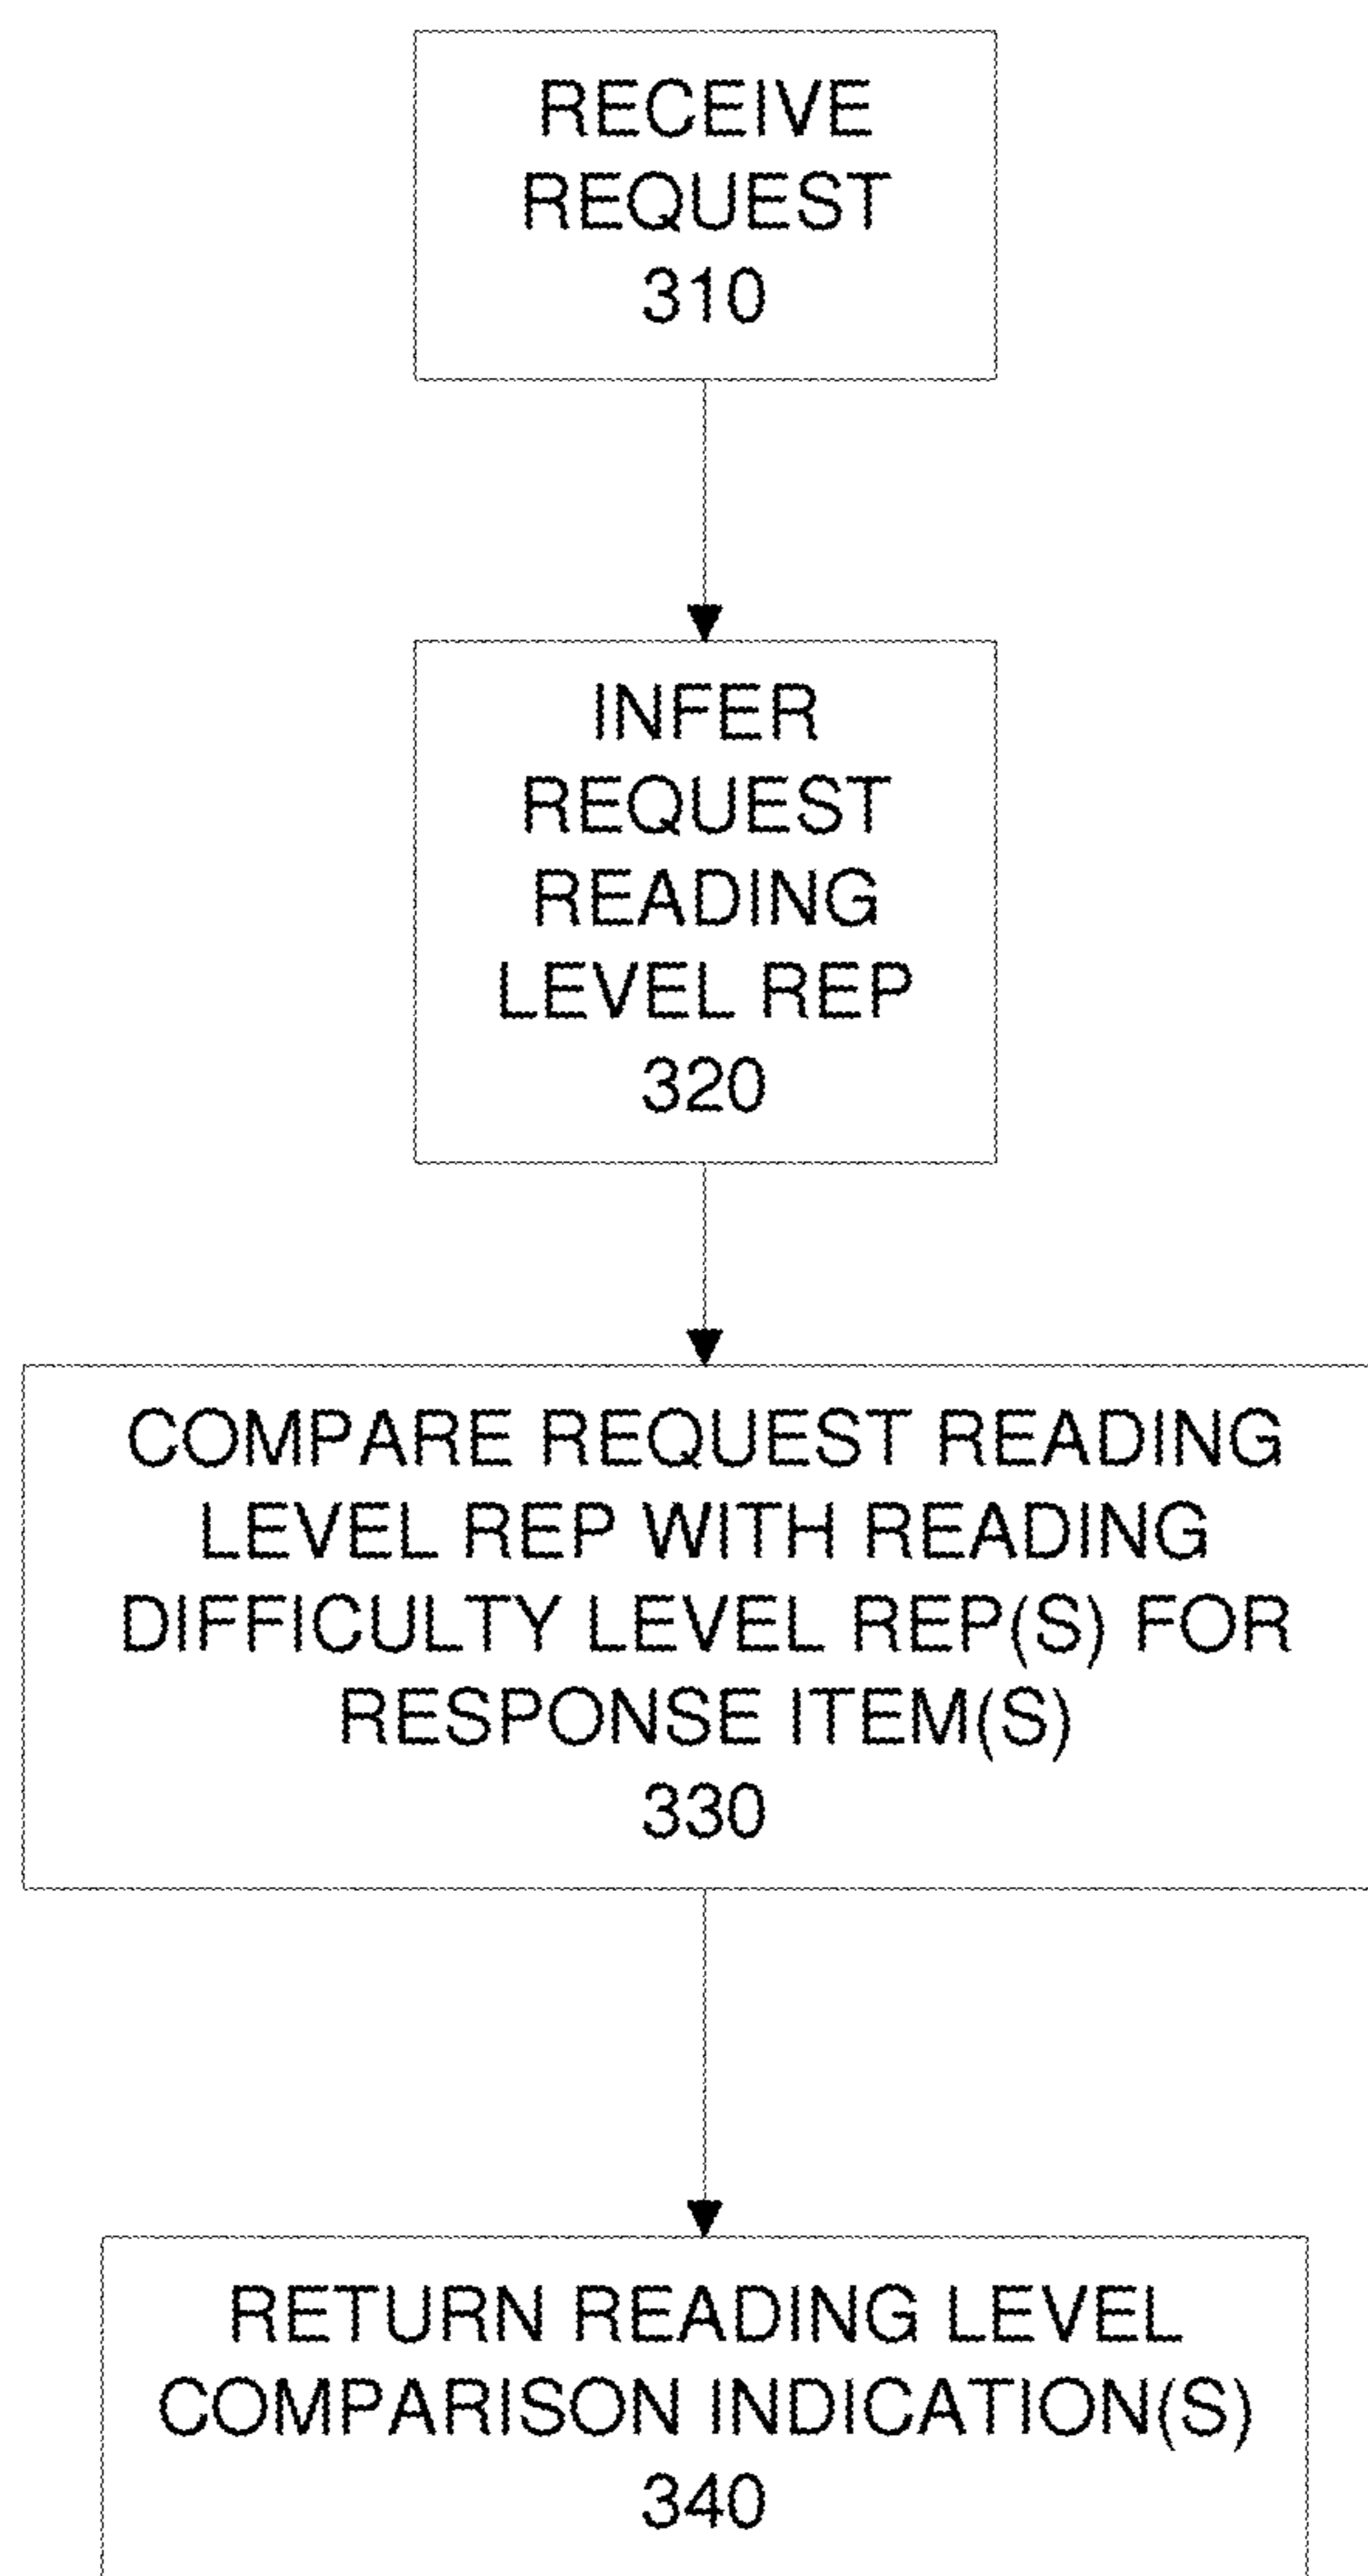 RECEIVE
REQUEST
310
INFER
REQUEST
READING
LEVEL REP
320
COMPARE REQUEST READING
LEVEL REP WITH READING
DIFFICULTY LEVEL REP(S) FOR
RESPONSE ITEM(S)
330
RETURN READING LEVEL
COMPARISON INDICATION(S)
340